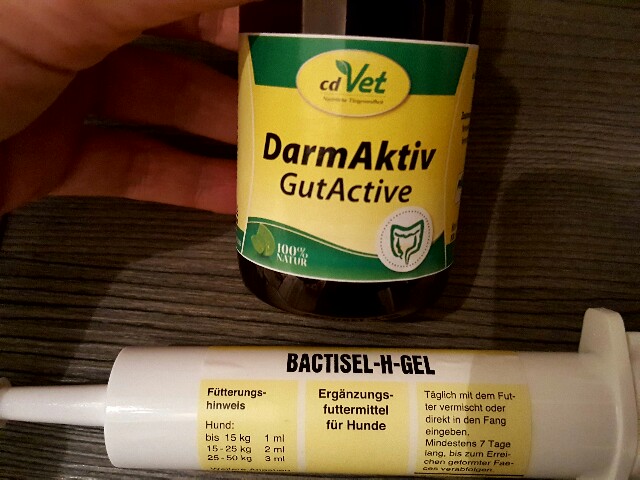 cdVet
Natürliche Tiergesundheit
DarmAktiv
GutActive
100%
NATUR
BACTISEL-H-GEL
Fütterungs-
hinweis
Hund:
bis 15 kg 1 ml
15-25 kg 2 ml
25-50 kg 3 ml
Ergänzungs-
futtermittel
für Hunde
Täglich mit dem Fut-
ter vermischt oder
direkt in den Fang
eingeben.
Mindestens 7 Tage
lang, bis zum Errei-
chen geformter Fae-
ces verabfolgen.